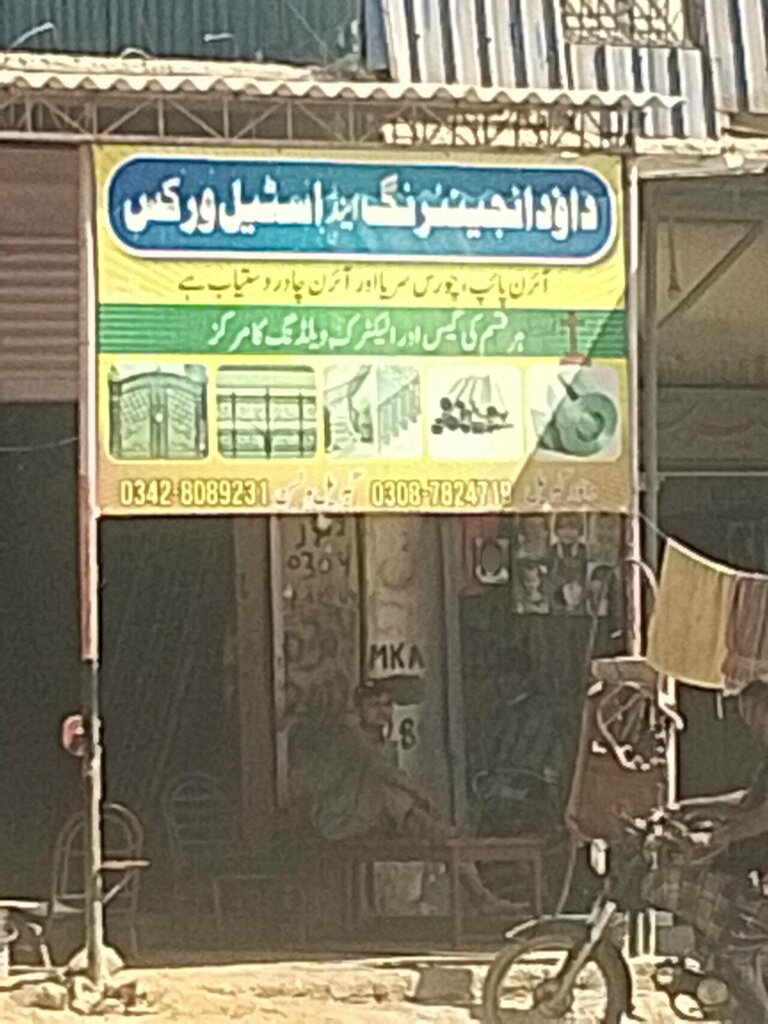 داؤد انجینئرنگ اینڈ اسٹیل ورکس
آئرن پائپ، چورس سریا اور آئرن چادر دستیاب ہے
ہر قسم کی گیس اور الیکٹرک ویلڈنگ کا مرکز
0308-7824719 0342-8089231
0304
MKA
B